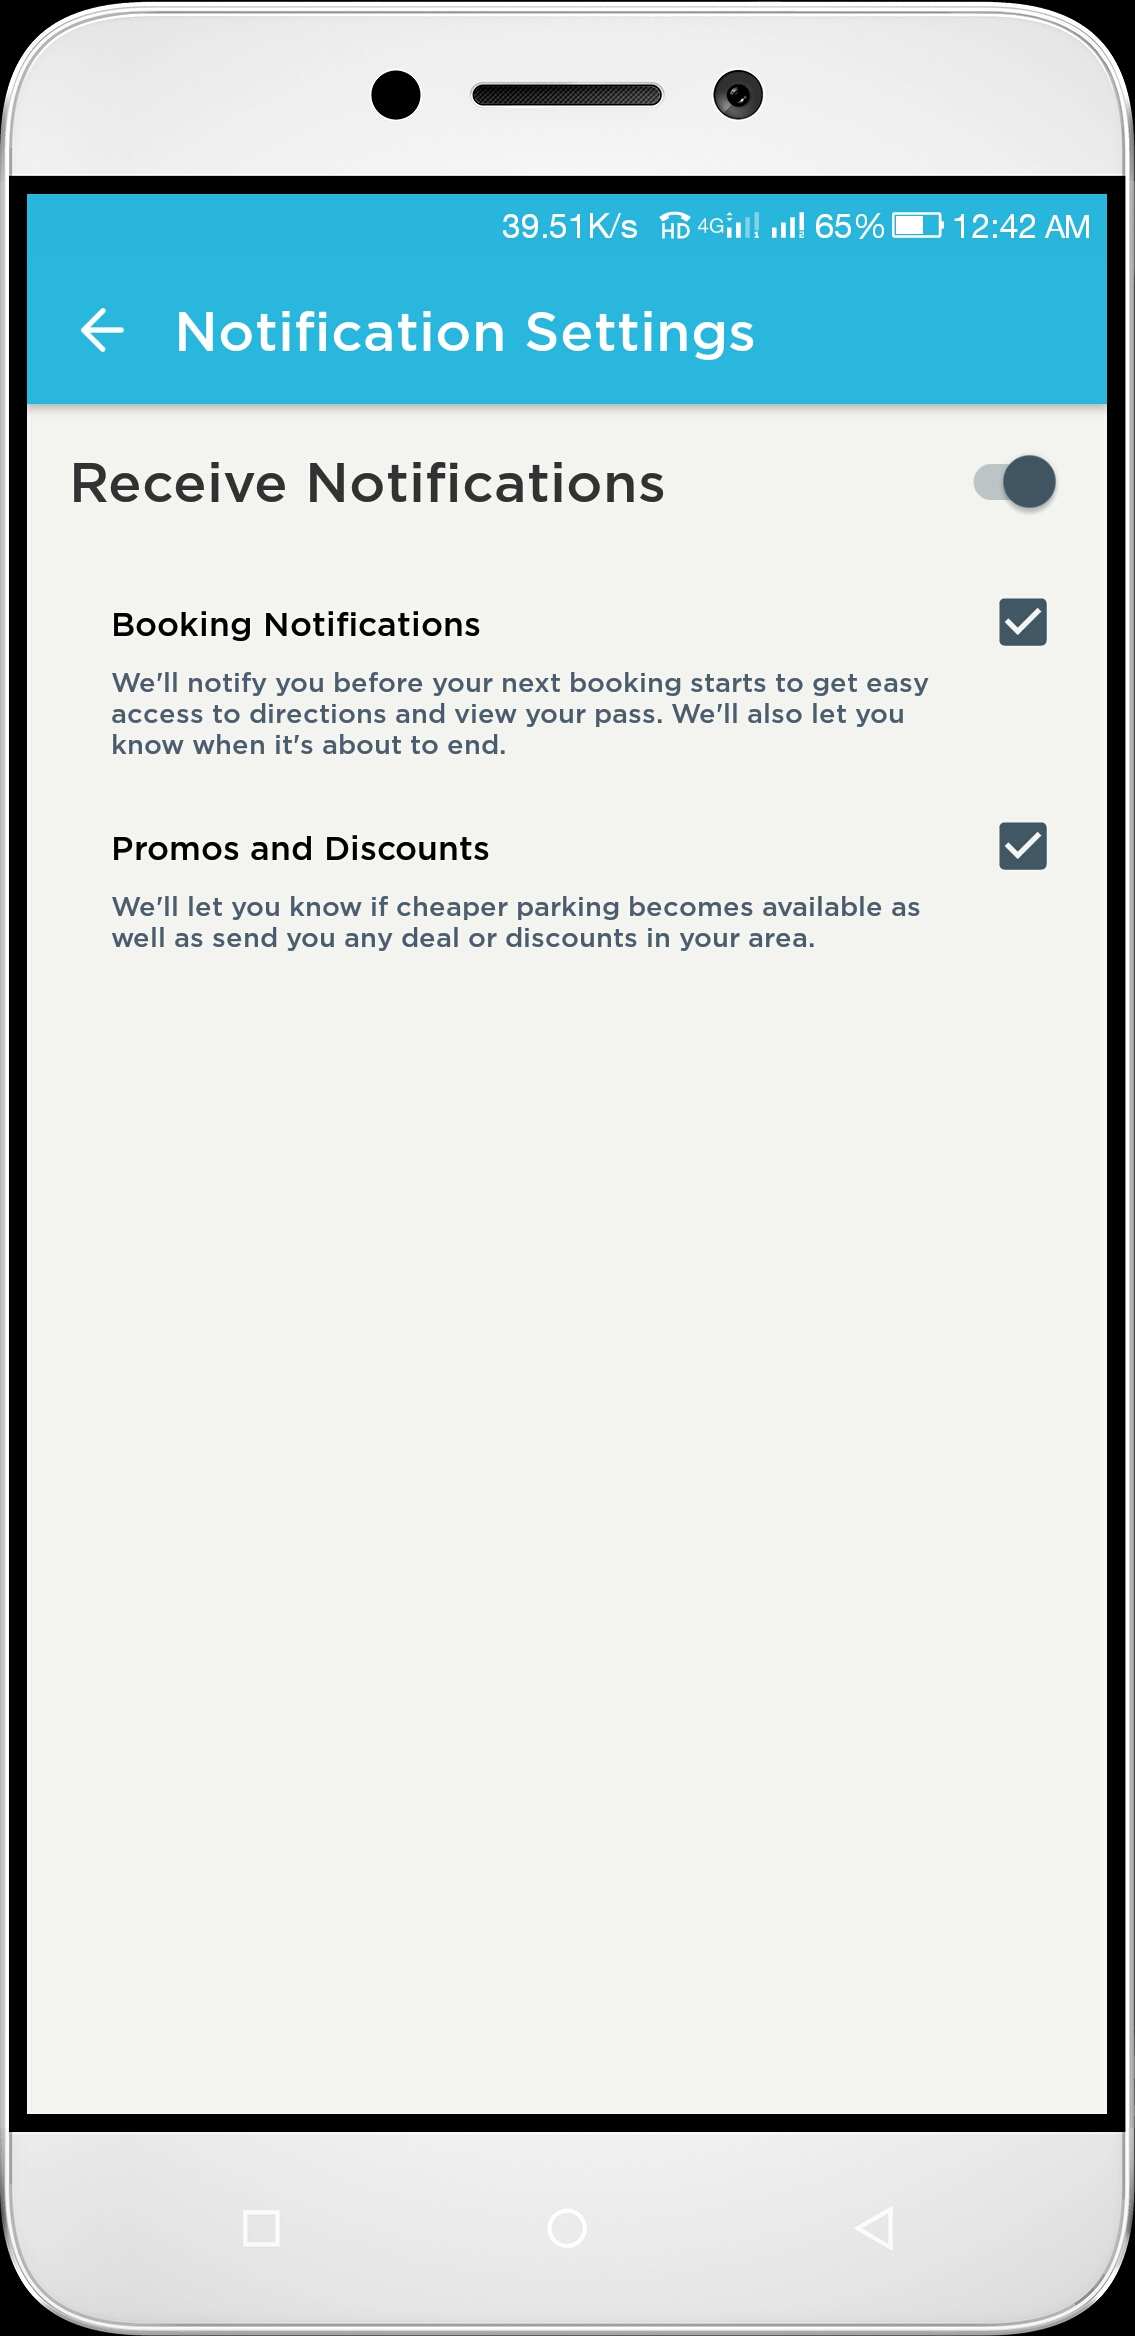 39.51K/s HD 4G 65% 12:42 AM
Notification Settings
Receive Notifications
Booking Notifications
We'll notify you before your next booking starts to get easy
access to directions and view your pass. We'll also let you
know when it's about to end.
Promos and Discounts
We'll let you know if cheaper parking becomes available as
well as send you any deal or discounts in your area.